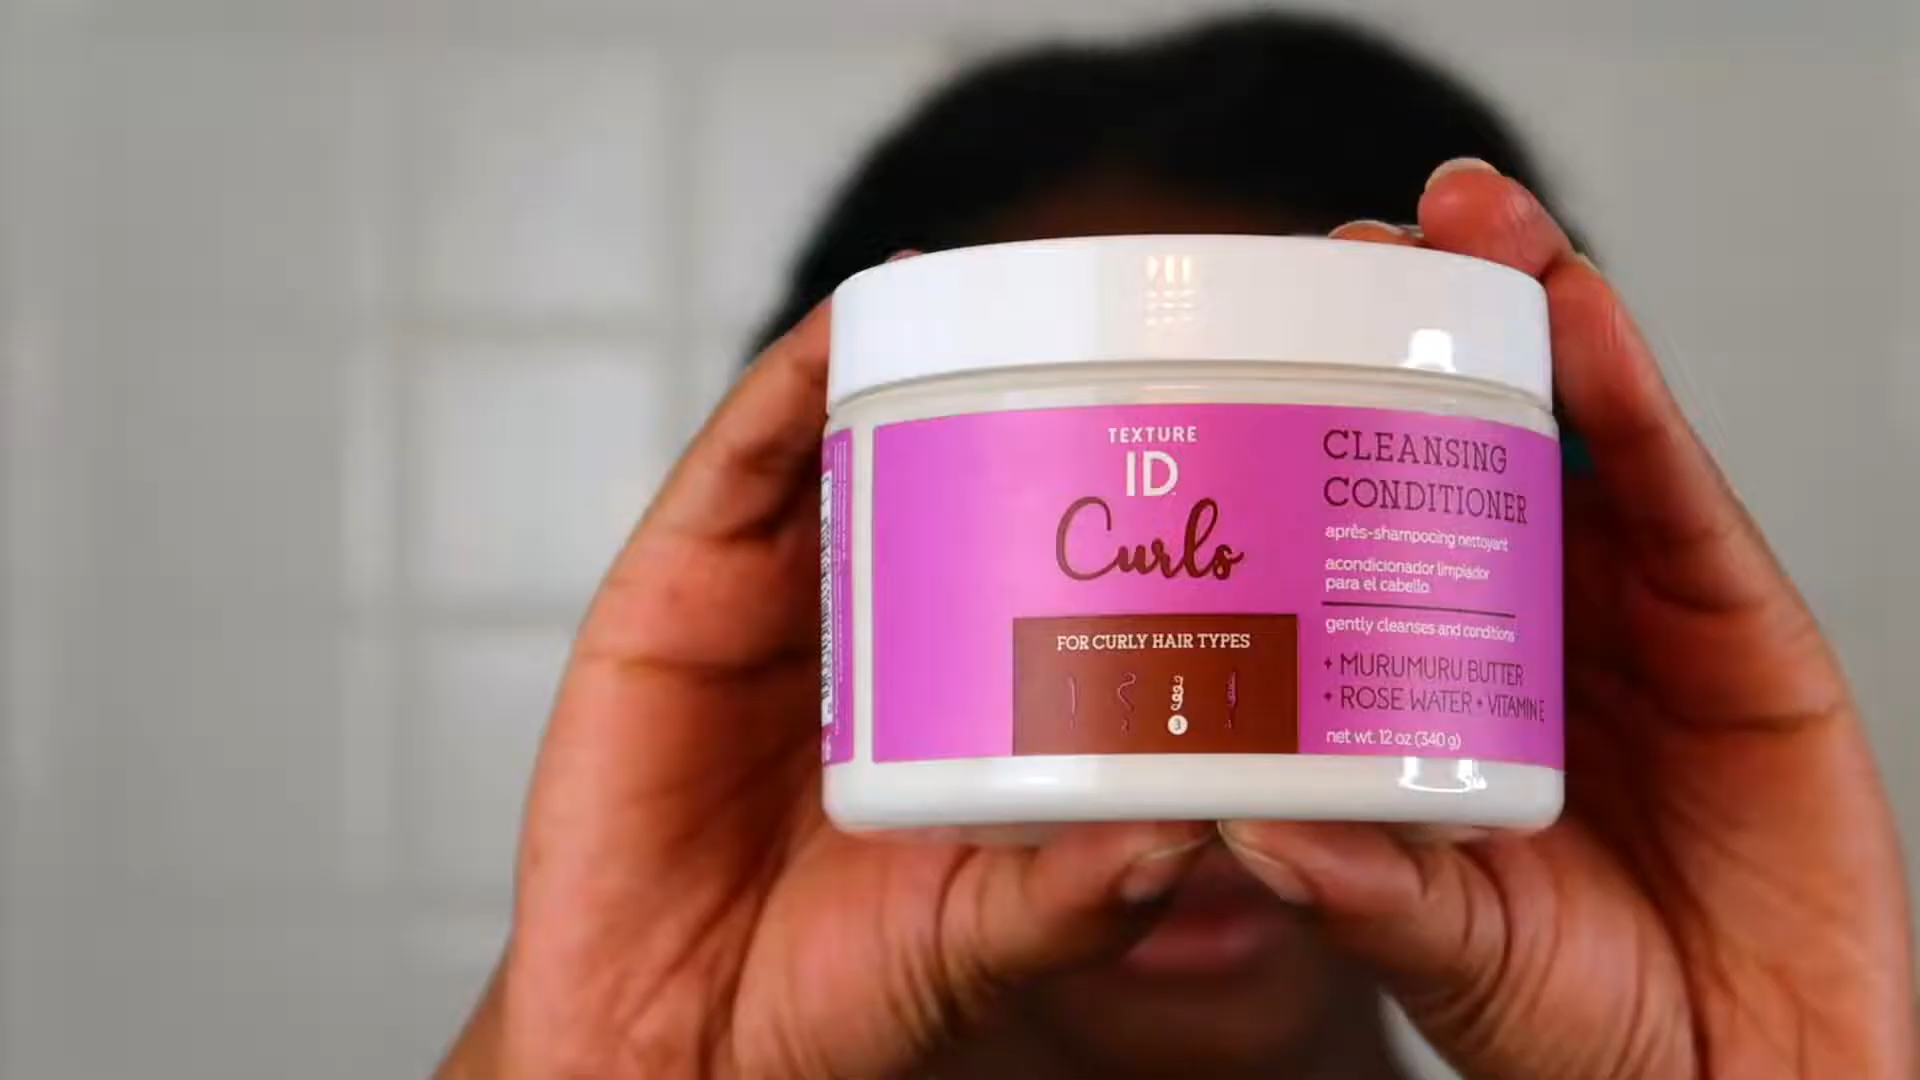 TEXTURE
ID
Curls
FOR CURLY HAIR TYPES
3
CLEANSING
CONDITIONER
après-shampooing nettoyant
acondicionador limpiador
para el cabello
gently cleanses and conditions
+ MURUMURU BUTTER
+ ROSE WATER + VITAMIN E
net wt. 12 oz (340 g)